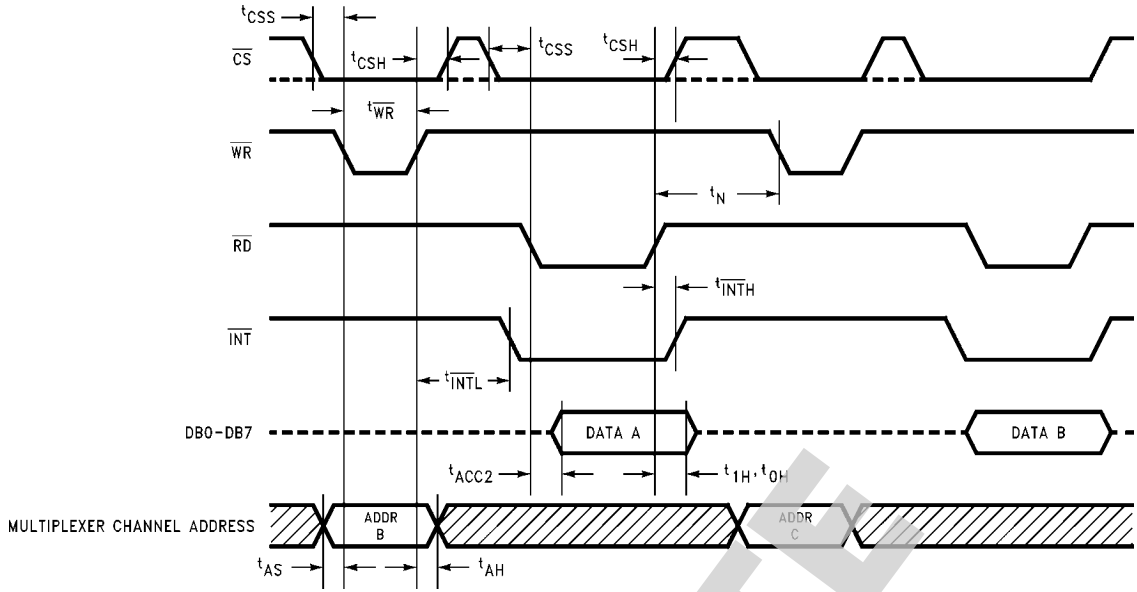 tCSS
CS
tCSH
tCSS
tCSH
tWR
WR
tN
RD
tINTH
INT
tINTL
DB0-DB7
DATA A
DATA B
tACC2
t1H, t0H
MULTIPLEXER CHANNEL ADDRESS
ADDR
B
ADDR
C
tAS
tAH